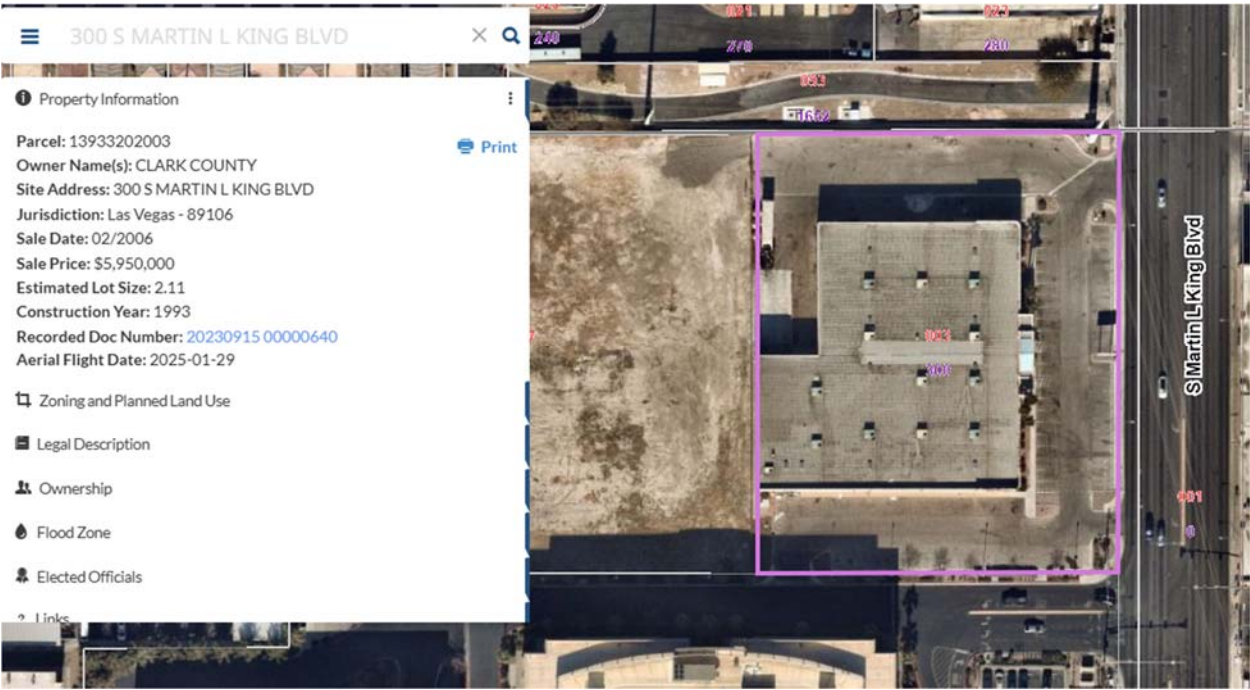 300 S MARTIN L KING BLVD
Property Information
Parcel: 13933202003
Print
Owner Name(s): CLARK COUNTY
Site Address: 300 S MARTIN L KING BLVD
Jurisdiction: Las Vegas - 89106
Sale Date: 02/2006
Sale Price: $5,950,000
Estimated Lot Size: 2.11
Construction Year: 1993
Recorded Doc Number: 20230915 00000640
Aerial Flight Date: 2025-01-29
Zoning and Planned Land Use
Legal Description
Ownership
Flood Zone
Elected Officials
? Links
240
270
280
S Martin L King Blvd
300